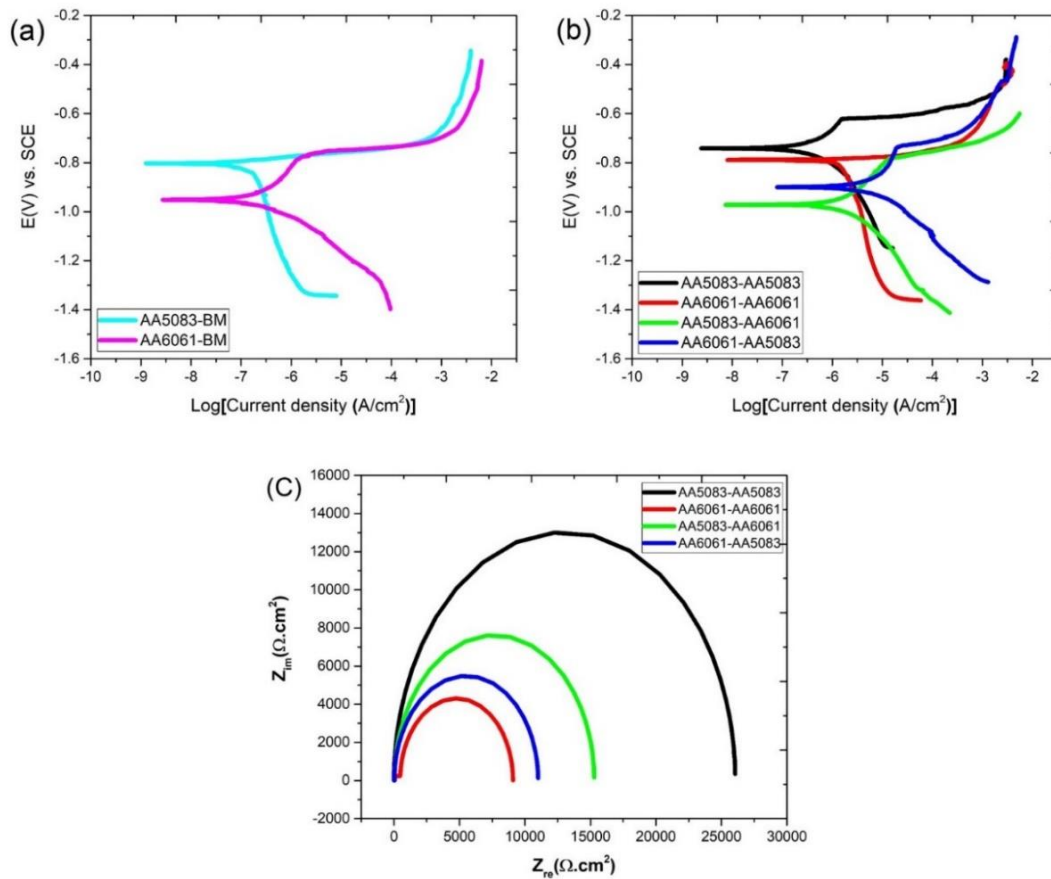 (a)
E(V) vs. SCE
-0.2
-0.4
-0.6
-0.8
-1.0
-1.2
-1.4
-1.6
AA5083-BM
AA6061-BM
-10 -9 -8 -7 -6 -5 -4 -3 -2
Log[Current density (A/cm²)]
(b)
E(V) vs. SCE
-0.2
-0.4
-0.6
-0.8
-1.0
-1.2
-1.4
-1.6
AA5083-AA5083
AA6061-AA6061
AA5083-AA6061
AA6061-AA5083
-10 -9 -8 -7 -6 -5 -4 -3 -2 -1
Log[Current density (A/cm²)]
(C)
Zim(Ω.cm²)
16000
14000
12000
10000
8000
6000
4000
2000
0
-2000
AA5083-AA5083
AA6061-AA6061
AA5083-AA6061
AA6061-AA5083
0 5000 10000 15000 20000 25000 30000
Zre(Ω.cm²)